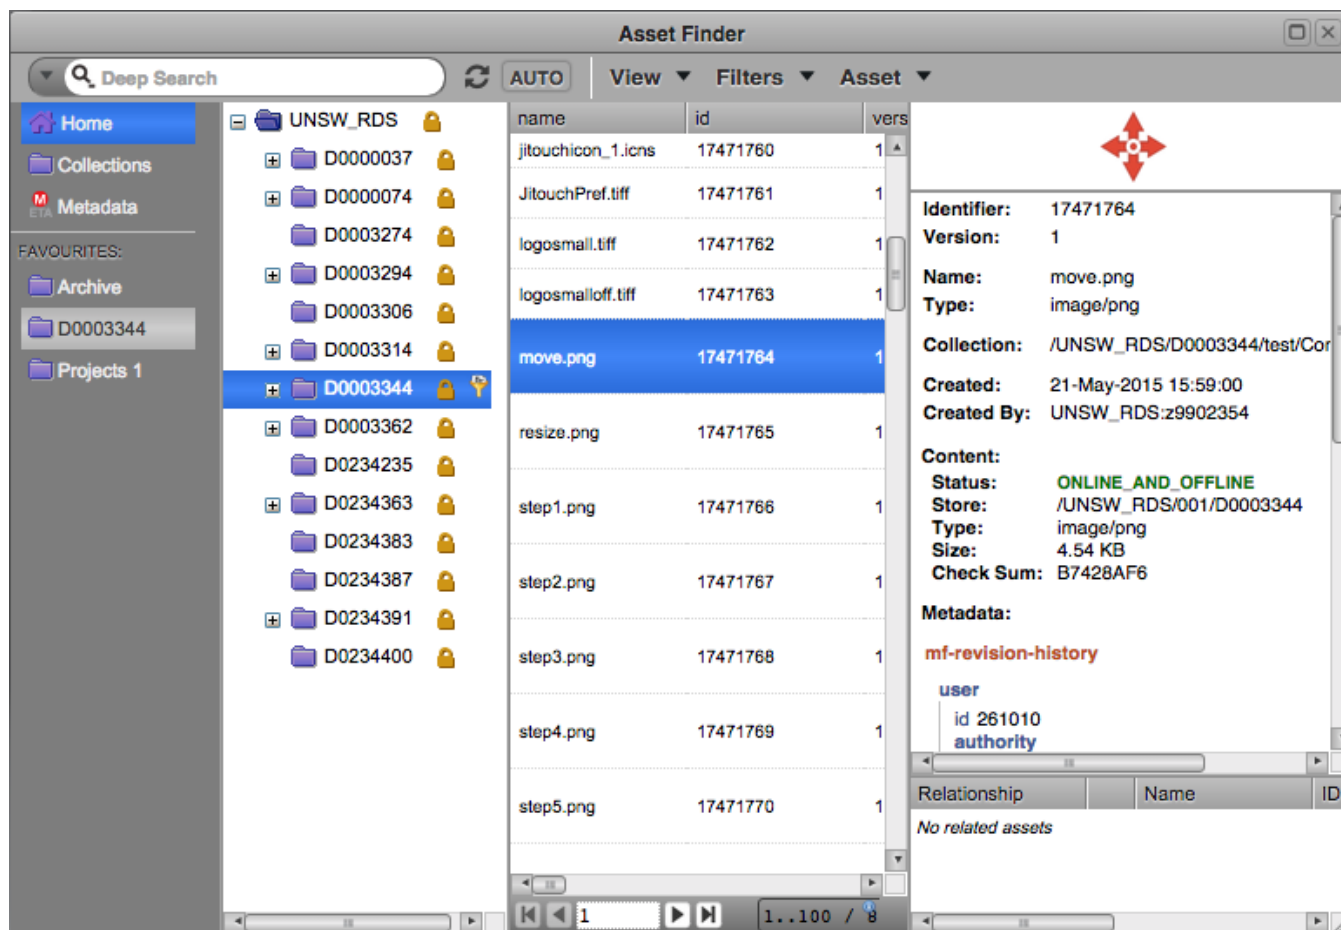 Asset Finder
Deep Search
AUTO
View
Filters
Asset
Home
Collections
M
ETA
Metadata
FAVOURITES:
Archive
D0003344
Projects 1
UNSW_RDS
D0000037
D0000074
D0003274
D0003294
D0003306
D0003314
D0003344
D0003362
D0234235
D0234363
D0234383
D0234387
D0234391
D0234400
name id vers
jitouchicon_1.icns 17471760 1
JitouchPref.tiff 17471761 1
logosmall.tiff 17471762 1
logosmalloff.tiff 17471763 1
move.png 17471764 1
resize.png 17471765 1
step1.png 17471766 1
step2.png 17471767 1
step3.png 17471768 1
step4.png 17471769 1
step5.png 17471770 1
1
1..100 / 8
Identifier: 17471764
Version: 1
Name: move.png
Type: image/png
Collection: /UNSW_RDS/D0003344/test/Cor
Created: 21-May-2015 15:59:00
Created By: UNSW_RDS:z9902354
Content:
Status: ONLINE_AND_OFFLINE
Store: /UNSW_RDS/001/D0003344
Type: image/png
Size: 4.54 KB
Check Sum: B7428AF6
Metadata:
mf-revision-history
user
id 261010
authority
Relationship Name ID
No related assets